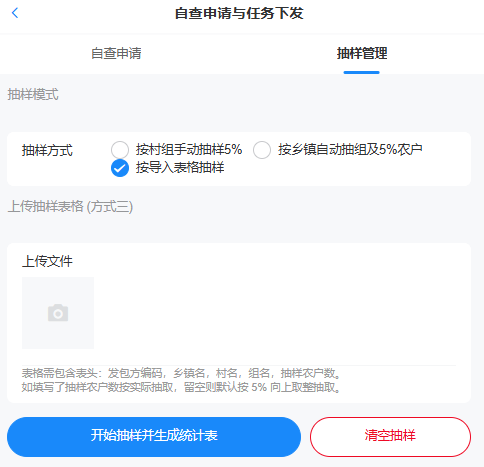 自查申请与任务下发
自查申请 抽样管理
抽样模式
抽样方式 按村组手动抽样5% 按乡镇自动抽组及5%农户
按导入表格抽样
上传抽样表格 (方式三)
上传文件
表格需包含表头：发包方编码，乡镇名，村名，组名，抽样农户数。
如填写了抽样农户数按实际抽取，留空则默认按 5% 向上取整抽取。
开始抽样并生成统计表 清空抽样